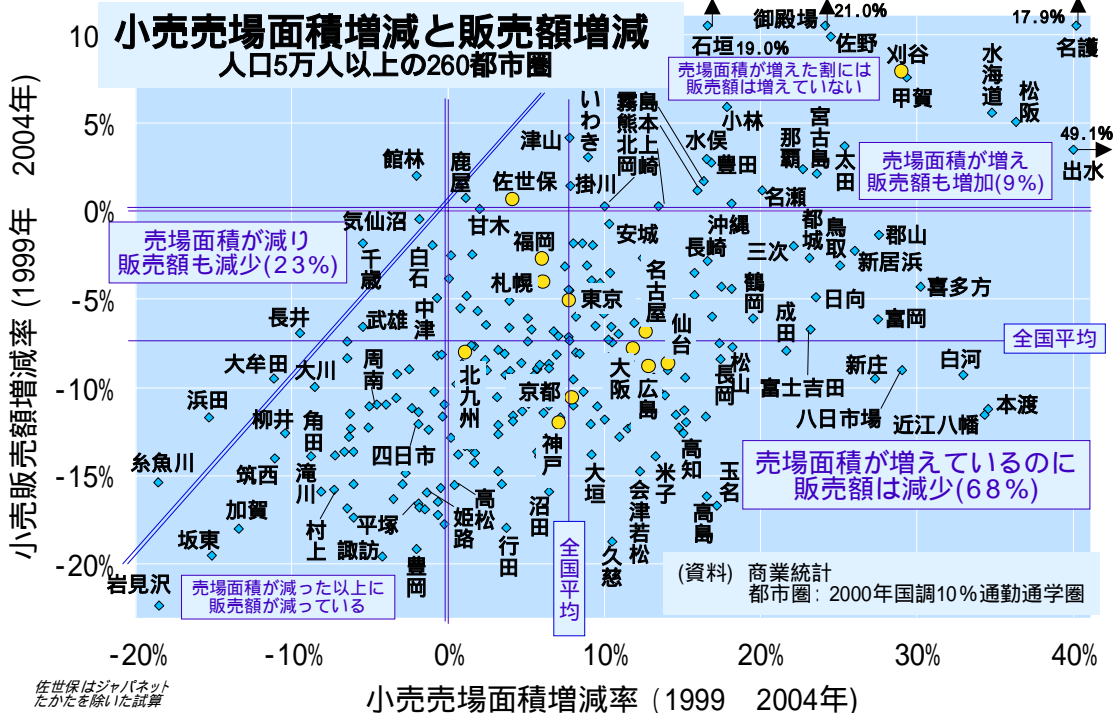 小売売場面積増減と販売額増減
人口5万人以上の260都市圏
小売販売額増減率 (1999年 2004年)
10
5%
0%
-5%
-10%
-15%
-20%
石垣 19.0%
御殿場 21.0%
佐野
17.9%
名護
刈谷
甲賀
水海道
松阪
49.1%
出水
売場面積が増えた割には
販売額は増えていない
小林
那覇
宮古島
太田
売場面積が増え
販売額も増加(9%)
いわき
津山
霧島
熊本
北上
岡崎
水俣
豊田
館林
鹿屋
佐世保
掛川
名瀬
気仙沼
甘木
福岡
安城
沖縄
長崎
三次
都城
鳥取
郡山
新居浜
売場面積が減り
販売額も減少(23%)
千歳
白石
札幌
東京
名古屋
鶴岡
日向
喜多方
長井
武雄
中津
仙台
成田
富岡
全国平均
大牟田
大川
周南
北九州
京都
大阪
広島
長岡
松山
富士吉田
新庄
白河
浜田
柳井
角田
八日市場
近江八幡
本渡
糸魚川
筑西
滝川
四日市
神戸
大垣
米子
高知
玉名
売場面積が増えているのに
販売額は減少(68%)
加賀
村上
平塚
姫路
高松
沼田
会津若松
高島
坂東
諏訪
豊岡
行田
全国平均
久慈
岩見沢
売場面積が減った以上に
販売額が減っている
(資料) 商業統計
都市圏: 2000年国調10%通勤通学圏
-20%
-10%
0%
10%
20%
30%
40%
佐世保はジャパネット
たかたを除いた試算
小売売場面積増減率 (1999 2004年)